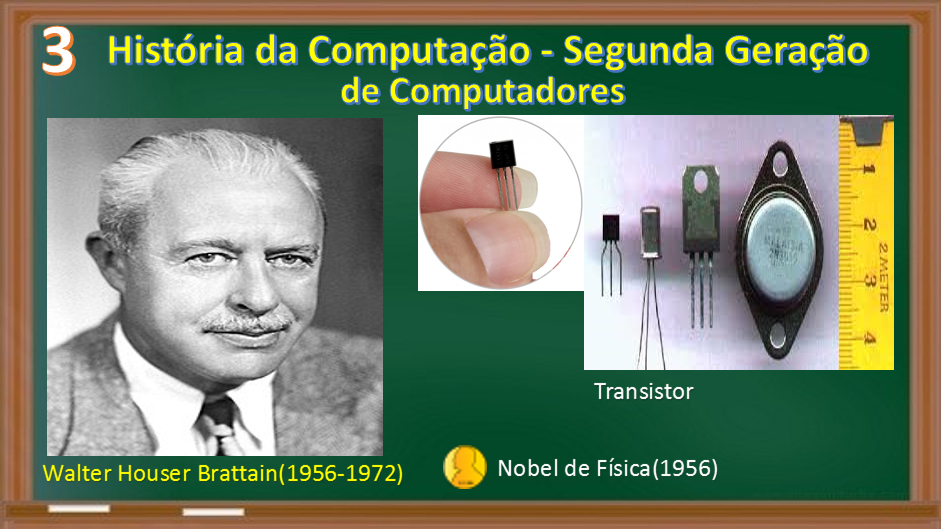 3
História da Computação - Segunda Geração
de Computadores
1
2
2 METER
3
4
Transistor
Walter Houser Brattain(1956-1972)
Nobel de Física(1956)